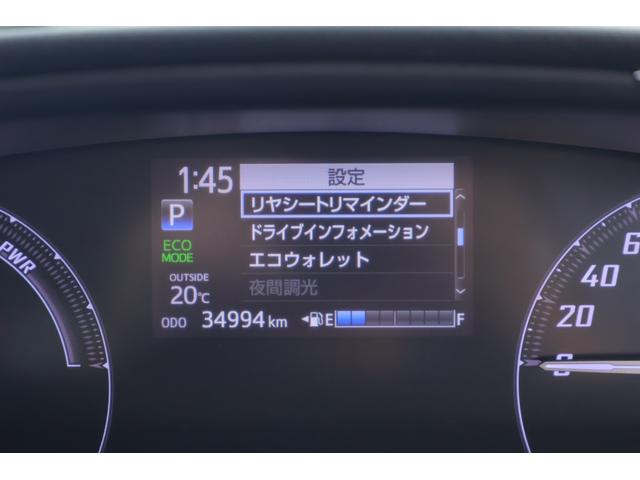 1:45
設定
P
リヤシートリマインダー
ドライブインフォメーション
ECO
MODE
エコウォレット
OUTSIDE
夜間調光
20℃
ODO 34994 km
E F
PWR
60
40
20
0